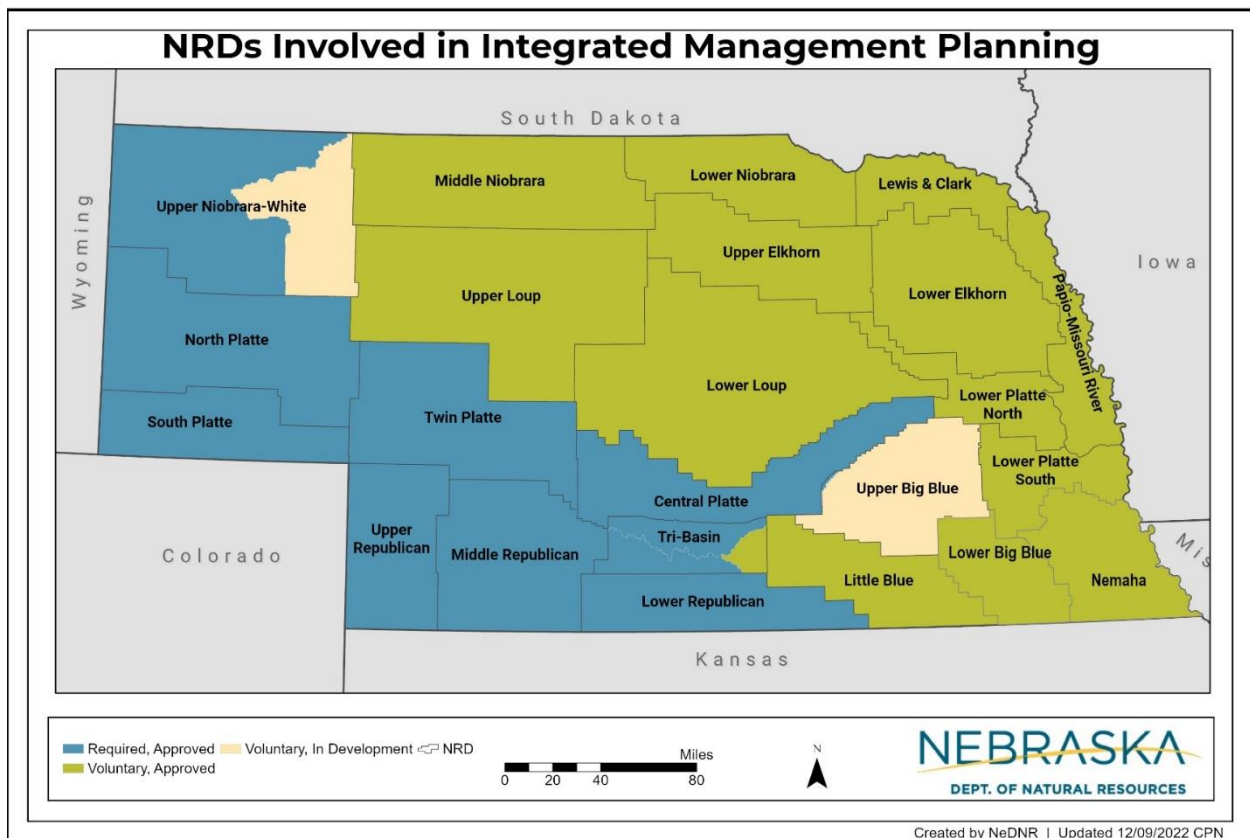 NRDs Involved in Integrated Management Planning
South Dakota
Wyoming
Iowa
Colorado
Kansas
Mis
Upper Niobrara-White
Middle Niobrara
Lower Niobrara
Lewis & Clark
Upper Elkhorn
Lower Elkhorn
Papio-Missouri River
Upper Loup
North Platte
Lower Loup
Lower Platte
North
South Platte
Twin Platte
Lower Platte
South
Upper Big Blue
Central Platte
Upper
Republican
Middle Republican
Tri-Basin
Lower Big Blue
Little Blue
Nemaha
Lower Republican
Required, Approved
Voluntary, In Development
NRD
Voluntary, Approved
Miles
0 20 40 80
N
NEBRASKA
DEPT. OF NATURAL RESOURCES
Created by NeDNR | Updated 12/09/2022 CPN